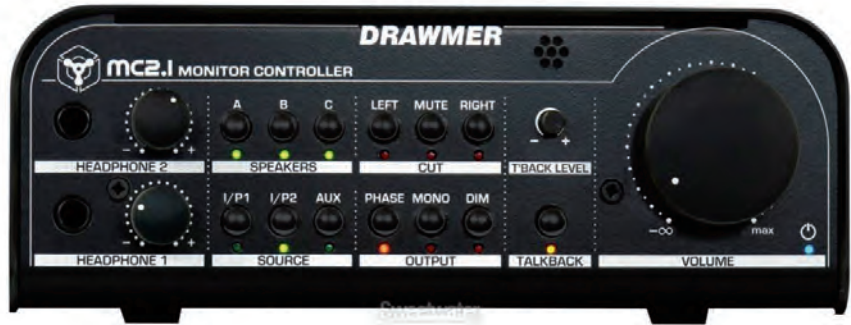 DRAWMER
MC2.1 MONITOR CONTROLLER
A B C LEFT MUTE RIGHT
- + - +
HEADPHONE 2 SPEAKERS CUT T'BACK LEVEL
I/P1 I/P2 AUX PHASE MONO DIM
- + -∞ max
HEADPHONE 1 SOURCE OUTPUT TALKBACK VOLUME
Sweetwater